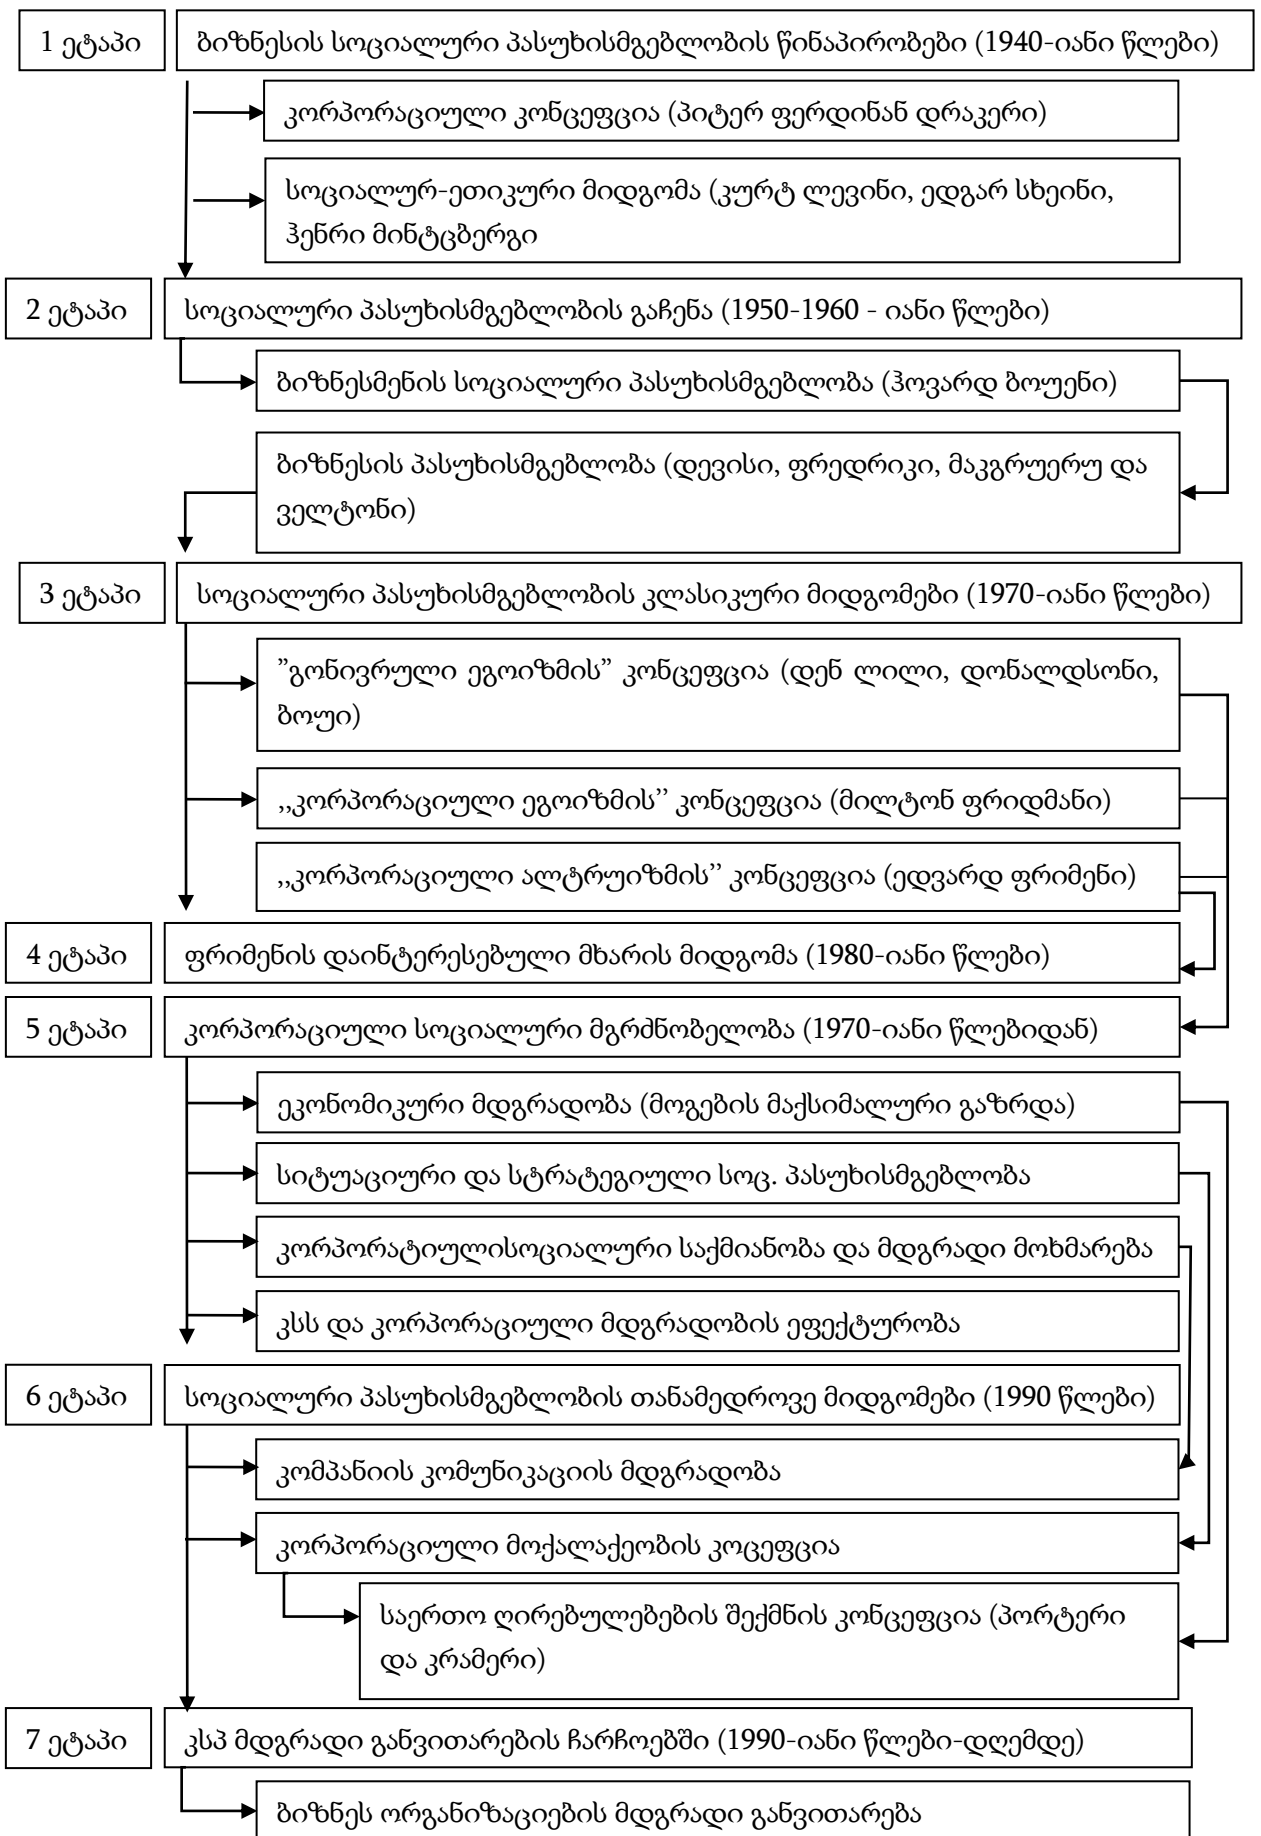 1 ეტაპი
ბიზნესის სოციალური პასუხისმგებლობის წინაპირობები (1940-იანი წლები)
კორპორაციული კონცეფცია (პიტერ ფერდინან დრაკერი)
სოციალურ-ეთიკური მიდგომა (კურტ ლევინი, ედგარ სხეინი,
ჰენრი მინტცბერგი
2 ეტაპი
სოციალური პასუხისმგებლობის გაჩენა (1950-1960 - იანი წლები)
ბიზნესმენის სოციალური პასუხისმგებლობა (ჰოვარდ ბოუენი)
ბიზნესის პასუხისმგებლობა (დევისი, ფრედრიკი, მაკგრუერუ და
ველტონი)
3 ეტაპი
სოციალური პასუხისმგებლობის კლასიკური მიდგომები (1970-იანი წლები)
”გონივრული ეგოიზმის” კონცეფცია (დენ ლილი, დონალდსონი,
ბოუი)
,,კორპორაციული ეგოიზმის’’ კონცეფცია (მილტონ ფრიდმანი)
,,კორპორაციული ალტრუიზმის’’ კონცეფცია (ედვარდ ფრიმენი)
4 ეტაპი
ფრიმენის დაინტერესებული მხარის მიდგომა (1980-იანი წლები)
5 ეტაპი
კორპორაციული სოციალური მგრძნობელობა (1970-იანი წლებიდან)
ეკონომიკური მდგრადობა (მოგების მაქსიმალური გაზრდა)
სიტუაციური და სტრატეგიული სოც. პასუხისმგებლობა
კორპორატიულისოციალური საქმიანობა და მდგრადი მოხმარება
კსს და კორპორაციული მდგრადობის ეფექტურობა
6 ეტაპი
სოციალური პასუხისმგებლობის თანამედროვე მიდგომები (1990 წლები)
კომპანიის კომუნიკაციის მდგრადობა
კორპორაციული მოქალაქეობის კოცეფცია
საერთო ღირებულებების შექმნის კონცეფცია (პორტერი
და კრამერი)
7 ეტაპი
კსპ მდგრადი განვითარების ჩარჩოებში (1990-იანი წლები-დღემდე)
ბიზნეს ორგანიზაციების მდგრადი განვითარება